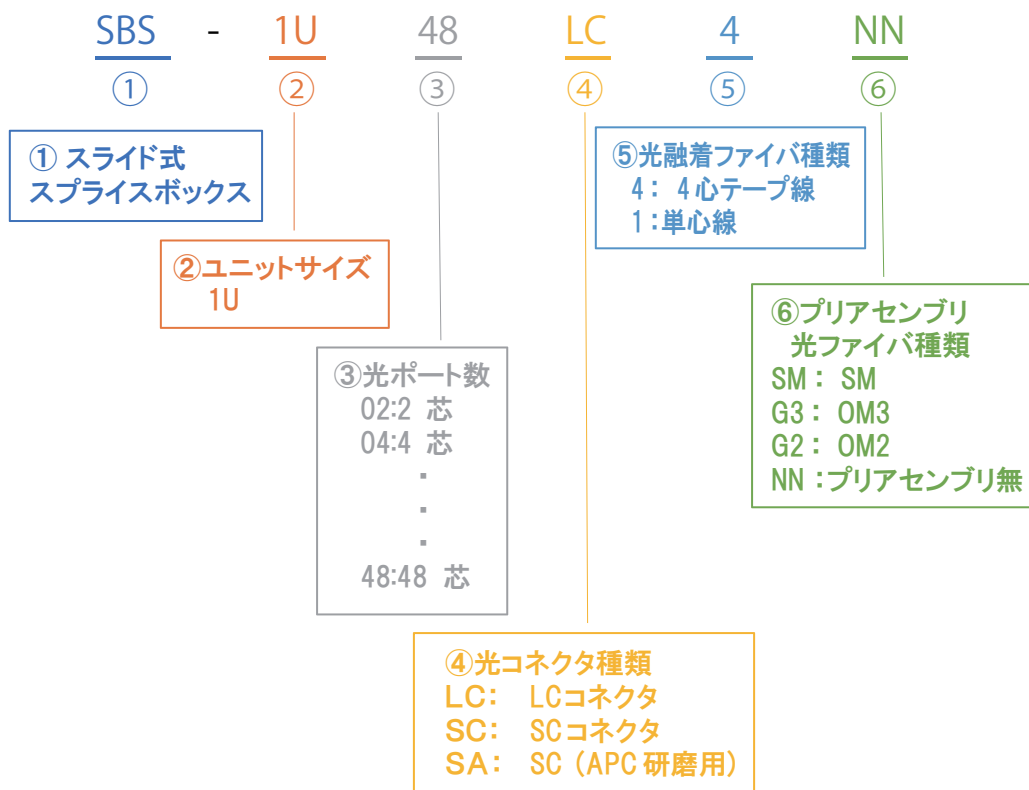 SBS - 1U 48 LC 4 NN
① ② ③ ④ ⑤ ⑥
① スライド式
スプライスボックス
②ユニットサイズ
1U
③光ポート数
02:2 芯
04:4 芯
・
・
・
48:48 芯
④光コネクタ種類
LC: LCコネクタ
SC: SCコネクタ
SA: SC (APC研磨用)
⑤光融着ファイバ種類
4: 4心テープ線
1:単心線
⑥プリアセンブリ
光ファイバ種類
SM: SM
G3: OM3
G2: OM2
NN:プリアセンブリ無